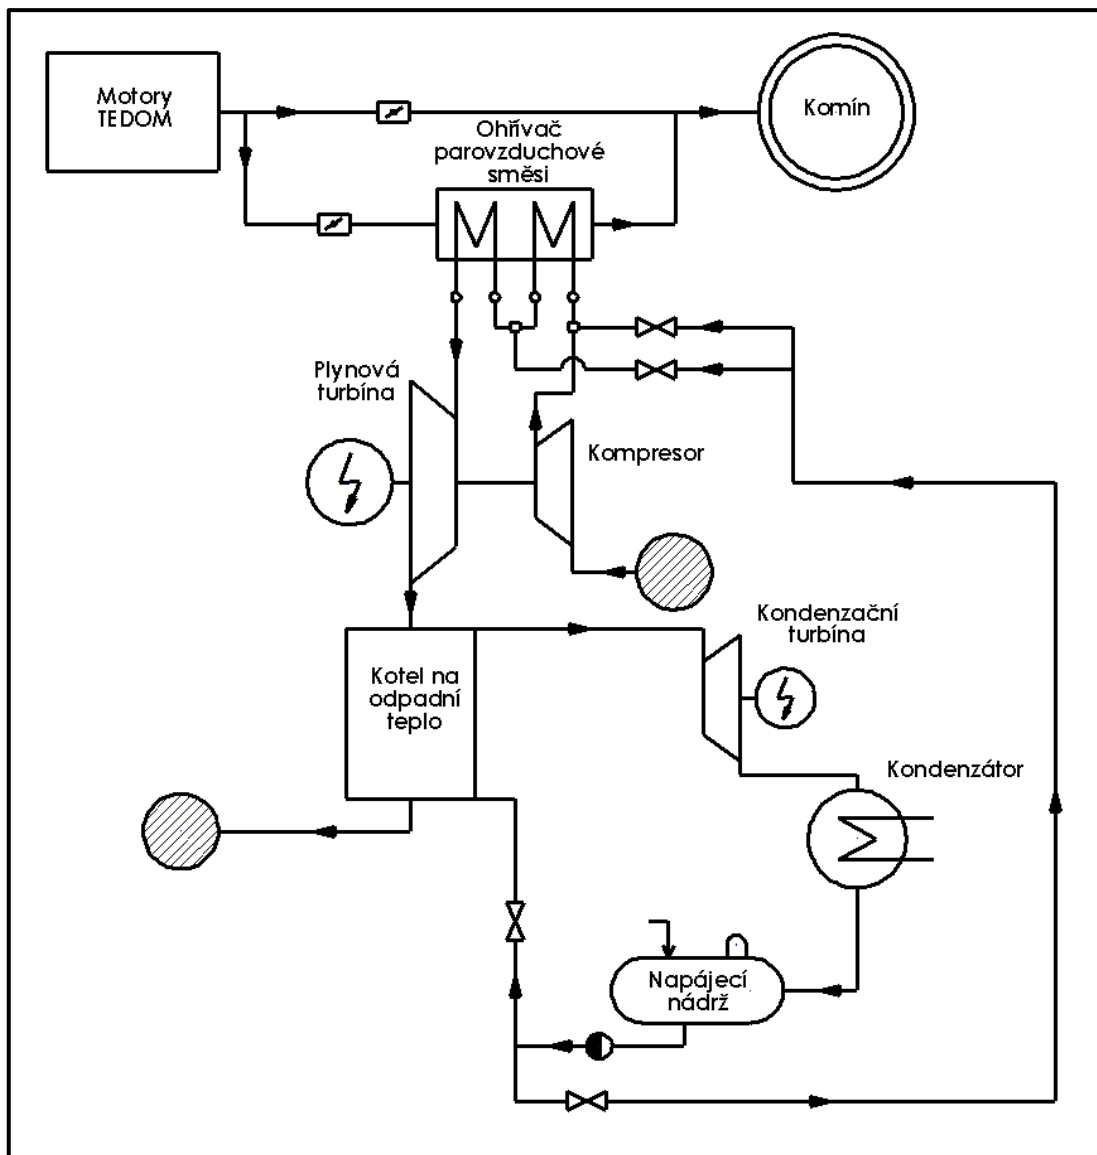 Motory
TEDOM
Komín
Ohřívač
parovzduchové
směsi
Plynová
turbína
Kompresor
Kondenzační
turbína
Kotel na
odpadní
teplo
Kondenzátor
Napájecí
nádrž